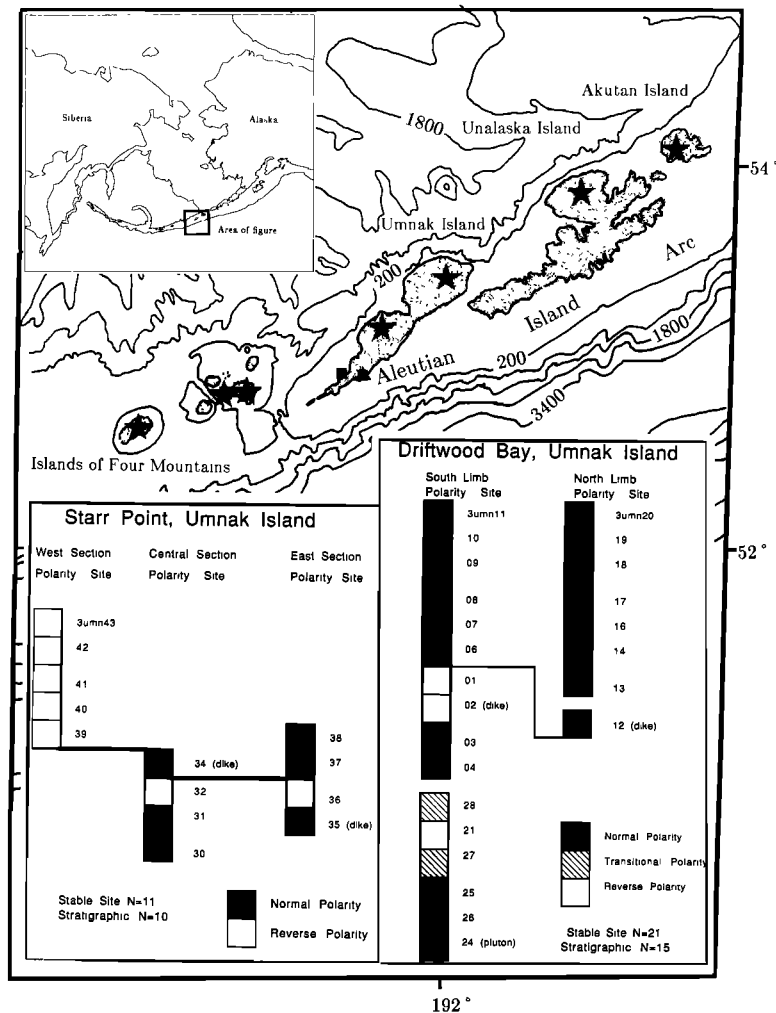 Siberia
Alaska
Area of figure
Akutan Island
1800
Unalaska Island
54°
Umnak Island
200
Arc
Island
Aleutian
200
1800
3400
Islands of Four Mountains
52°
192°
Starr Point, Umnak Island
West Section
Polarity Site
Central Section
Polarity Site
East Section
Polarity Site
3umn43
42
41
40
39
34 (dike)
32
31
30
38
37
36
35 (dike)
Stable Site N=11
Stratigraphic N=10
Normal Polarity
Reverse Polarity
Driftwood Bay, Umnak Island
South Limb
Polarity Site
North Limb
Polarity Site
3umn11
10
09
08
07
06
01
02 (dike)
03
04
28
21
27
25
26
24 (pluton)
3umn20
19
18
17
16
14
13
12 (dike)
Normal Polarity
Transitional Polarity
Reverse Polarity
Stable Site N=21
Stratigraphic N=15